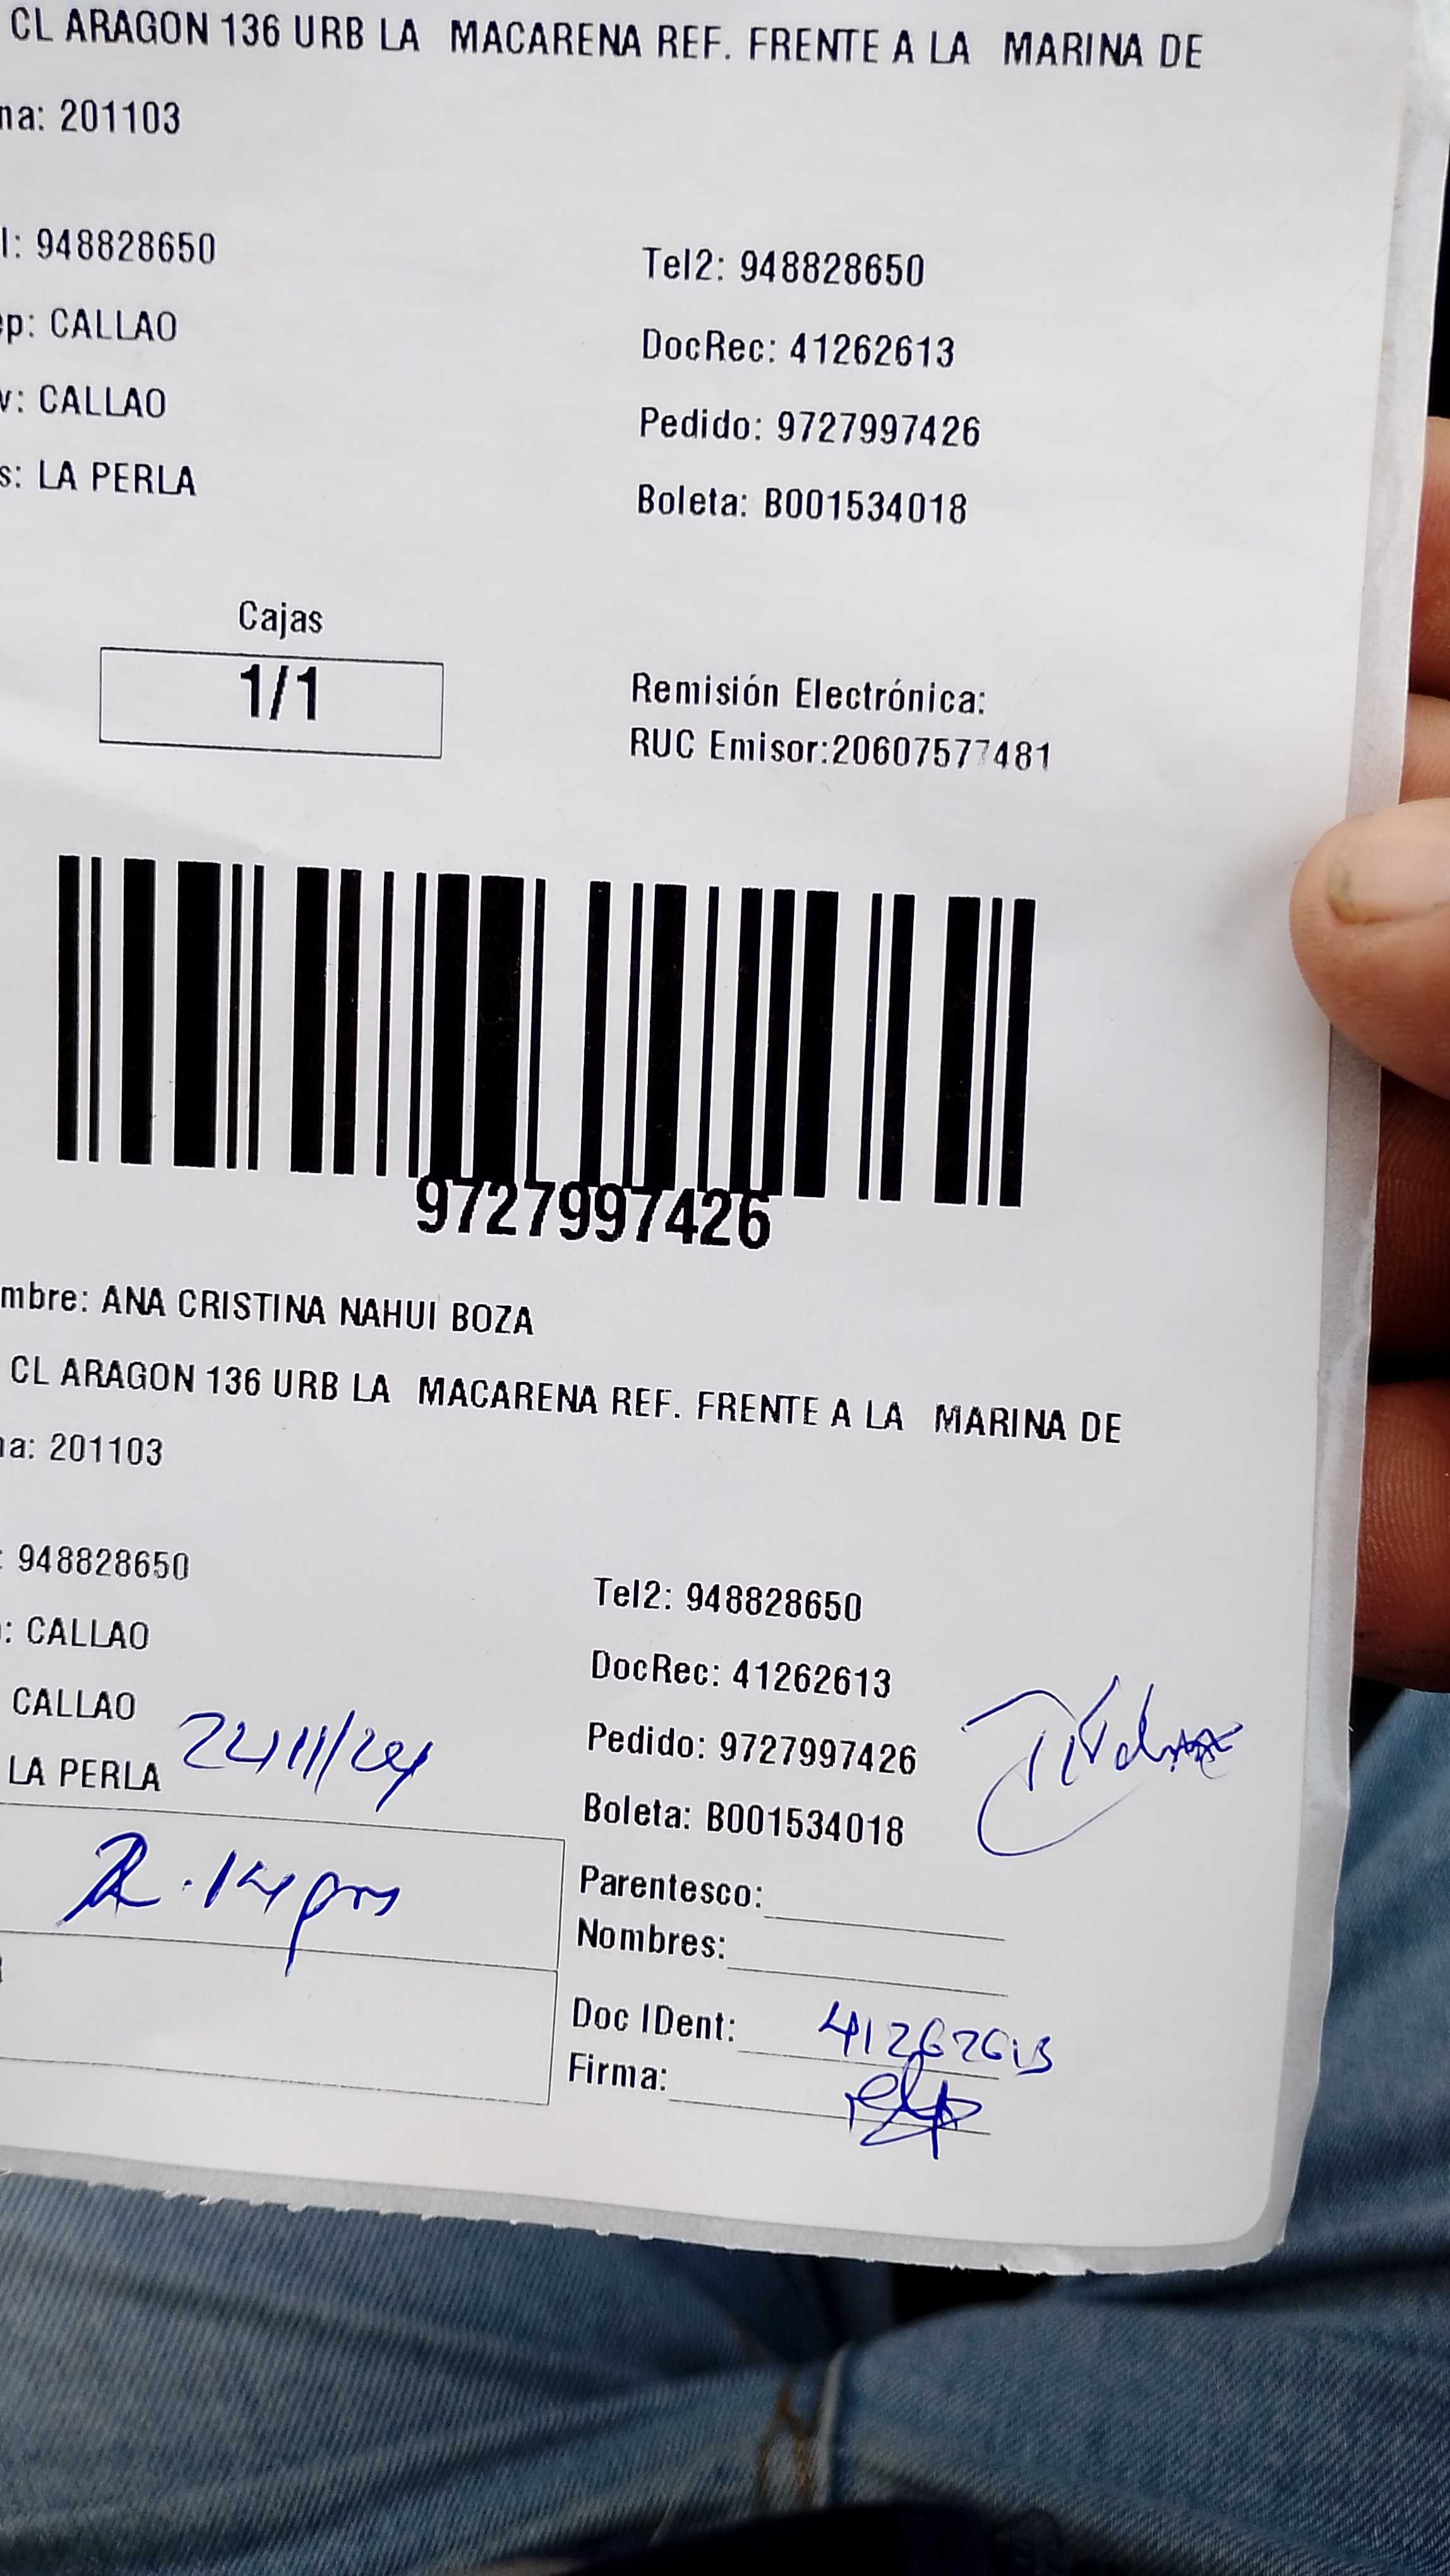 CL ARAGON 136 URB LA MACARENA REF. FRENTE A LA MARINA DE
na: 201103
l: 948828650 Tel2: 948828650
ep: CALLAO DocRec: 41262613
v: CALLAO Pedido: 9727997426
s: LA PERLA Boleta: B001534018
Cajas
1/1
Remisión Electrónica:
RUC Emisor:20607577481
9727997426
mbre: ANA CRISTINA NAHUI BOZA
CL ARAGON 136 URB LA MACARENA REF. FRENTE A LA MARINA DE
na: 201103
: 948828650 Tel2: 948828650
: CALLAO DocRec: 41262613
CALLAO Pedido: 9727997426
LA PERLA 22/11/24 Boleta: B001534018
Parentesco:
Nombres:
Doc IDent: 41262613
Firma: